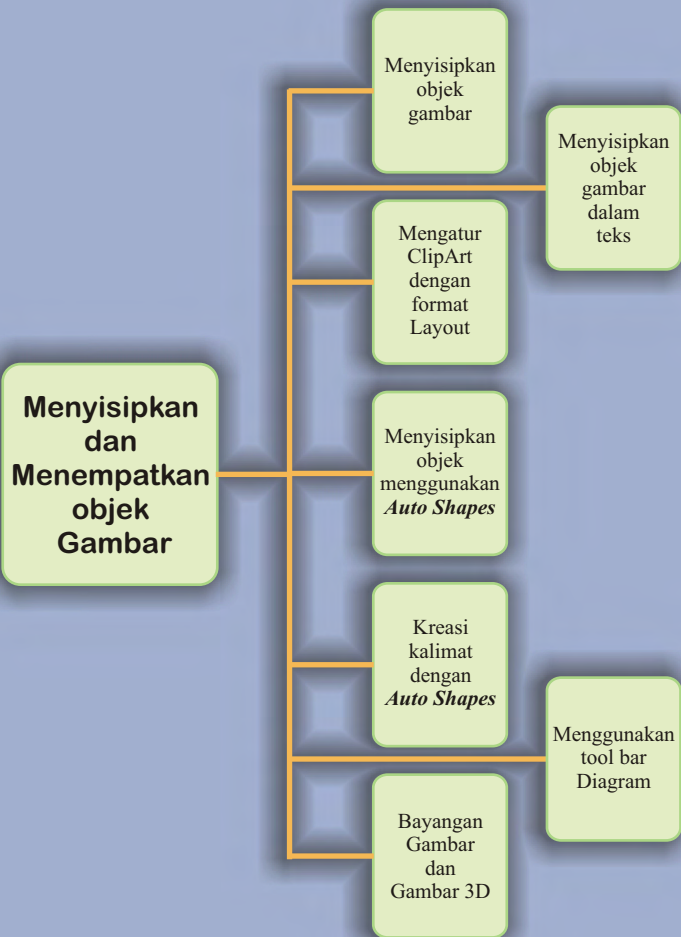 Menyisipkan
dan
Menempatkan
objek
Gambar
Menyisipkan
objek
gambar
Menyisipkan
objek
gambar
dalam
teks
Mengatur
ClipArt
dengan
format
Layout
Menyisipkan
objek
menggunakan
Auto Shapes
Kreasi
kalimat
dengan
Auto Shapes
Menggunakan
tool bar
Diagram
Bayangan
Gambar
dan
Gambar 3D